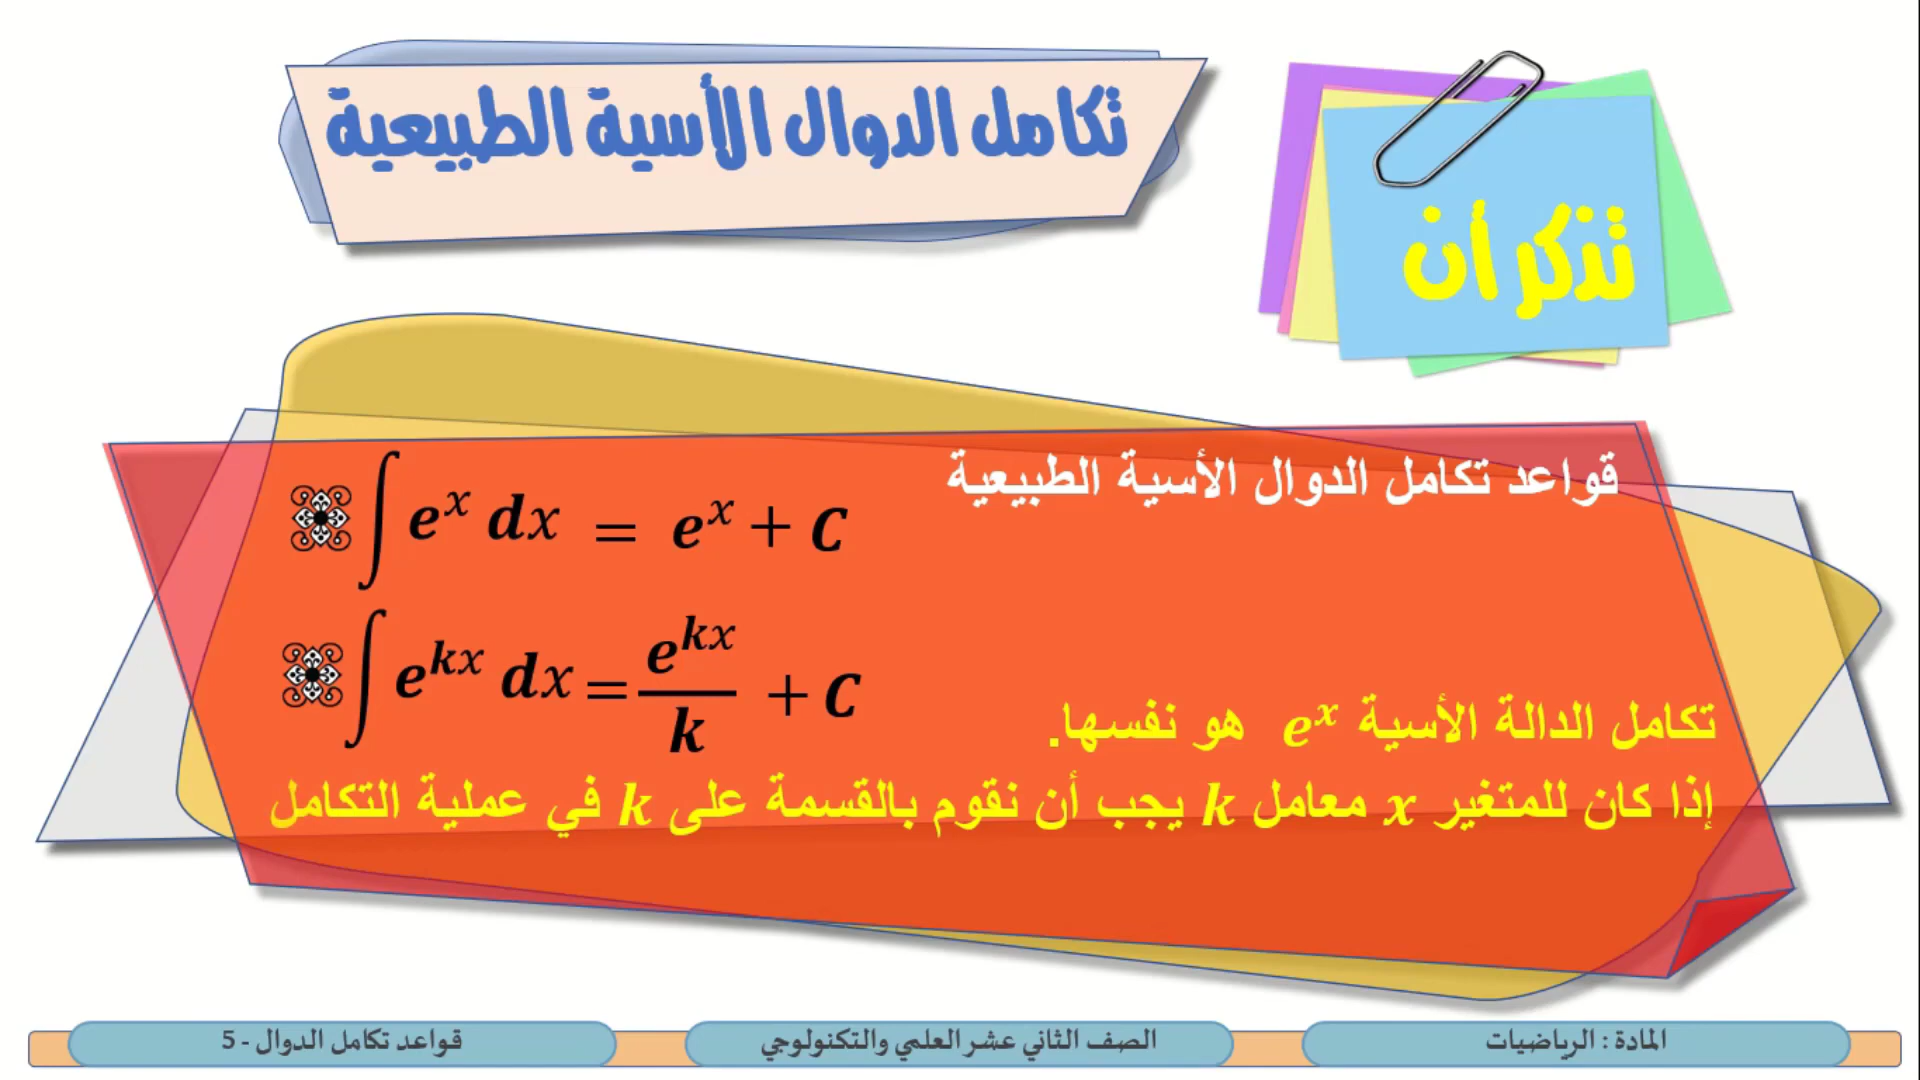 تكامل الدوال الأسية الطبيعية
تذكر أن
قواعد تكامل الدوال الأسية الطبيعية
∫ e^x dx = e^x + C
∫ e^{kx} dx = \frac{e^{kx}}{k} + C
تكامل الدالة الأسية e^x هو نفسها.
إذا كان للمتغير x معامل k يجب أن نقوم بالقسمة على k في عملية التكامل
المادة : الرياضيات
الصف الثاني عشر العلمي والتكنولوجي
قواعد تكامل الدوال - 5